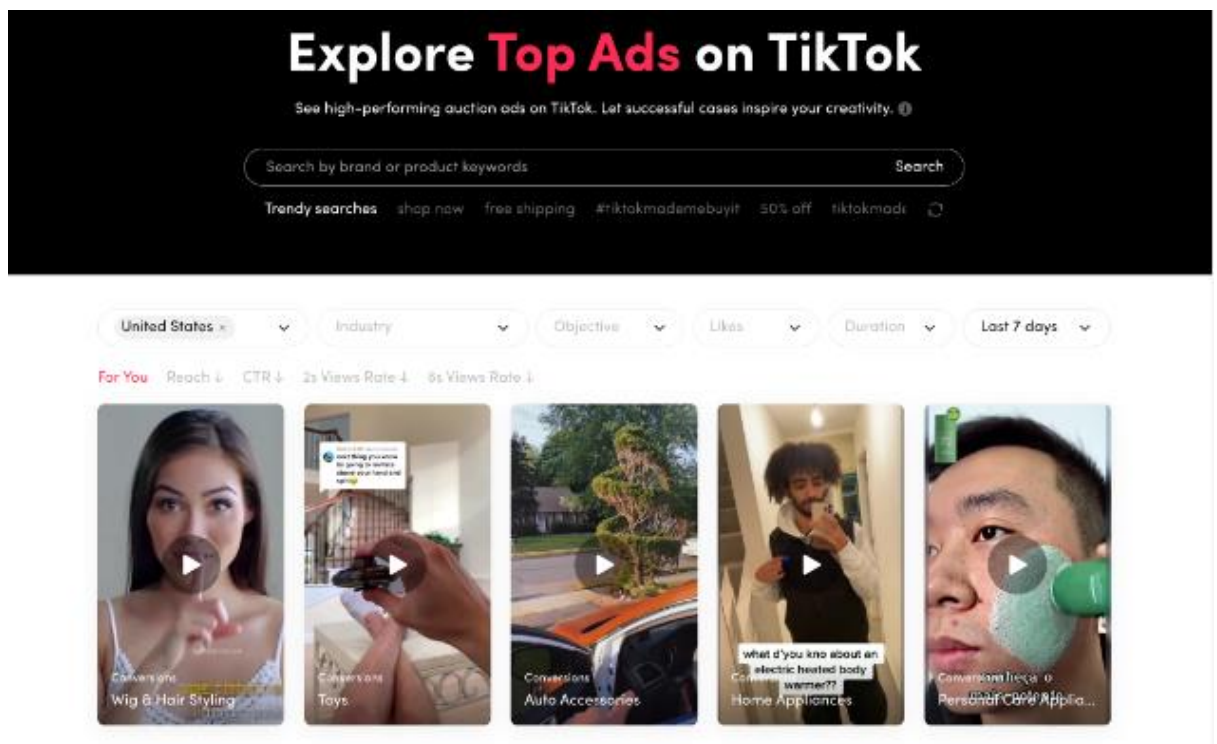 Explore Top Ads on TikTok
See high-performing auction ads on TikTok. Let successful cases inspire your creativity.
Search by brand or product keywords Search
Trendy searches shop now free shipping #tiktokmademebuyit 50% off tiktokmade
United States × Industry Objective Likes Duration Last 7 days
For You Reach ↓ CTR ↓ 2s Views Rate ↓ 6s Views Rate ↓
Conversions
Wig & Hair Styling
Conversions
Toys
Conversions
Auto Accessories
what d'you kno about an
electric heated body
warmer??
Conversions
Home Appliances
Conversions
Personal Care Applia...